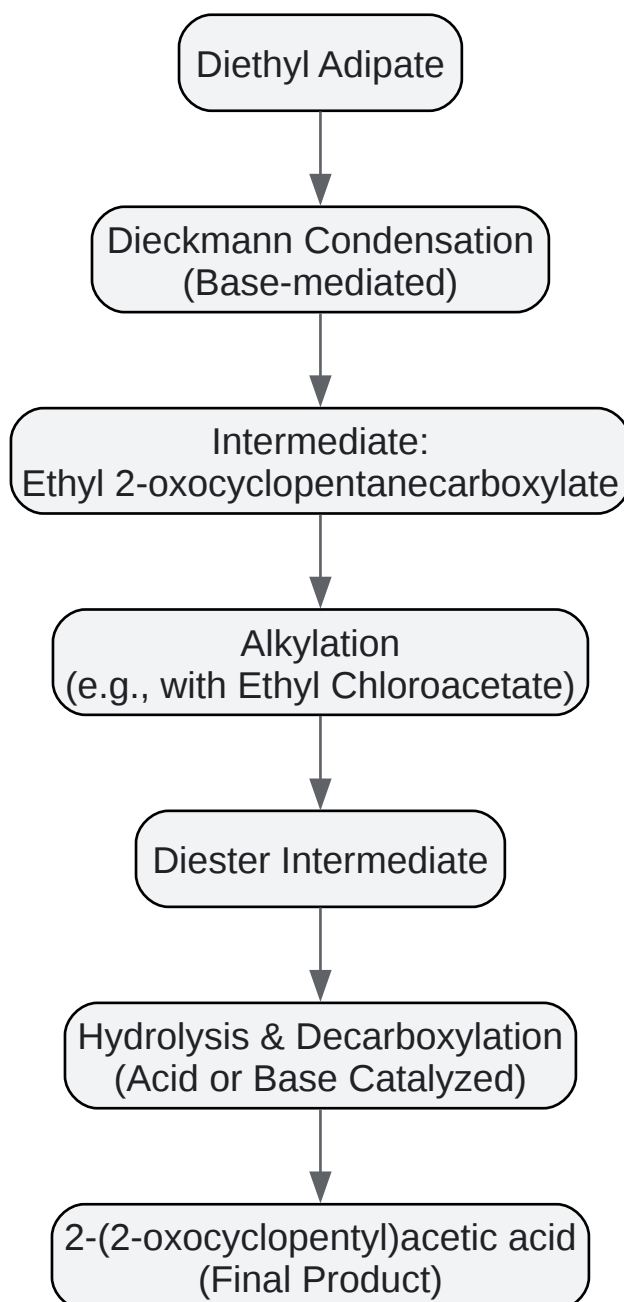 Diethyl Adipate
Dieckmann Condensation
(Base-mediated)
Intermediate:
Ethyl 2-oxocyclopentanecarboxylate
Alkylation
(e.g., with Ethyl Chloroacetate)
Diester Intermediate
Hydrolysis & Decarboxylation
(Acid or Base Catalyzed)
2-(2-oxocyclopentyl)acetic acid
(Final Product)